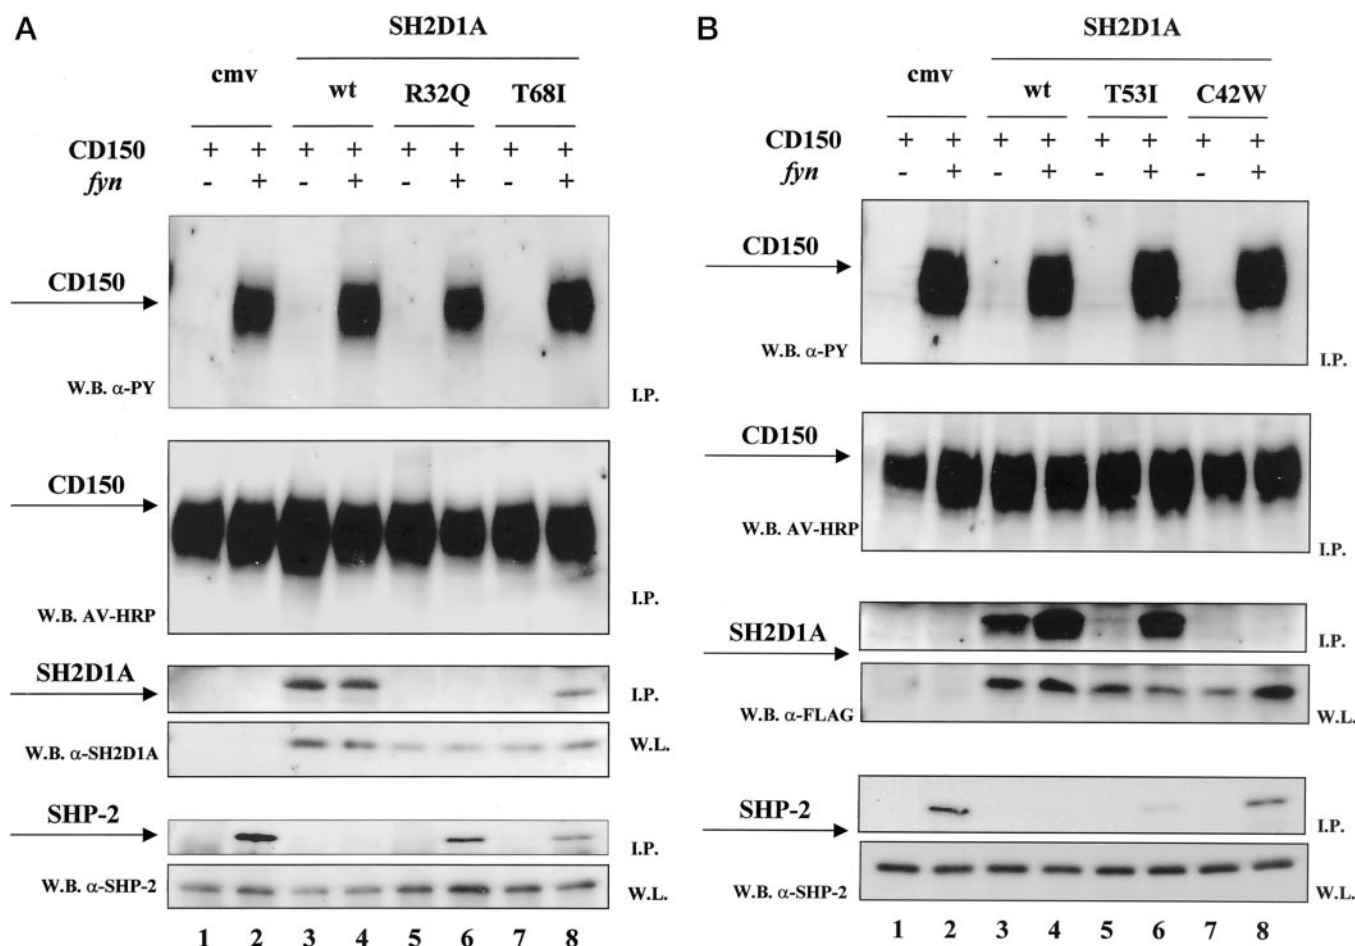 A
SH2D1A
cmv
wt R32Q T68I
CD150 + + + + + + + +
fyn - + - + - + - +
CD150
W.B. α-PY
I.P.
CD150
W.B. AV-HRP
I.P.
SH2D1A
I.P.
W.B. α-SH2D1A
W.L.
SHP-2
I.P.
W.B. α-SHP-2
W.L.
1 2 3 4 5 6 7 8
B
SH2D1A
cmv
wt T53I C42W
CD150 + + + + + + + +
fyn - + - + - + - +
CD150
W.B. α-PY
I.P.
CD150
W.B. AV-HRP
I.P.
SH2D1A
I.P.
W.B. α-FLAG
W.L.
SHP-2
I.P.
W.B. α-SHP-2
W.L.
1 2 3 4 5 6 7 8